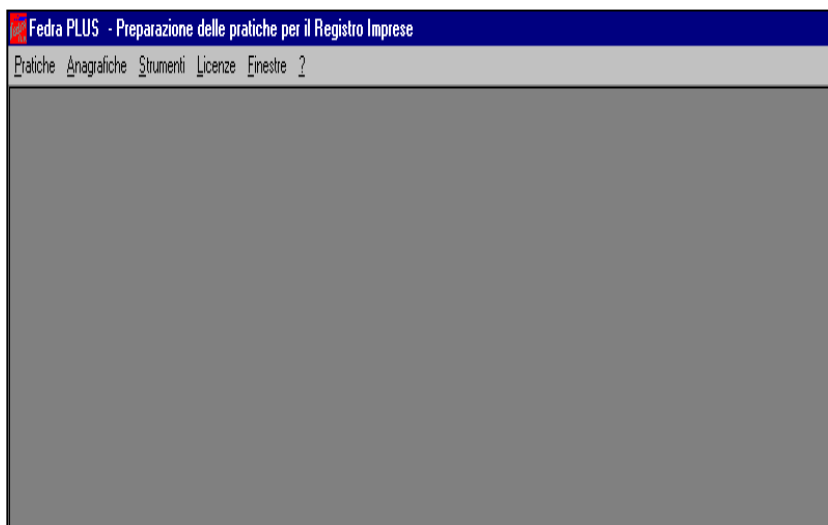 Fedra PLUS - Preparazione delle pratiche per il Registro Imprese
Pratiche Anagrafiche Strumenti Licenze Finestre ?